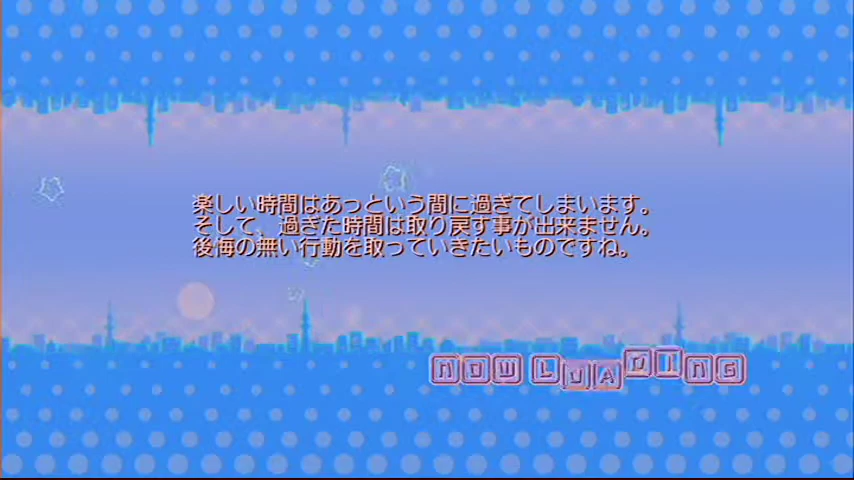 楽しい時間はあっという間に過ぎてしまいます。
そして、過ぎた時間は取り戻す事が出来ません。
後悔の無い行動を取っていきたいものですね。
NOW LOADING